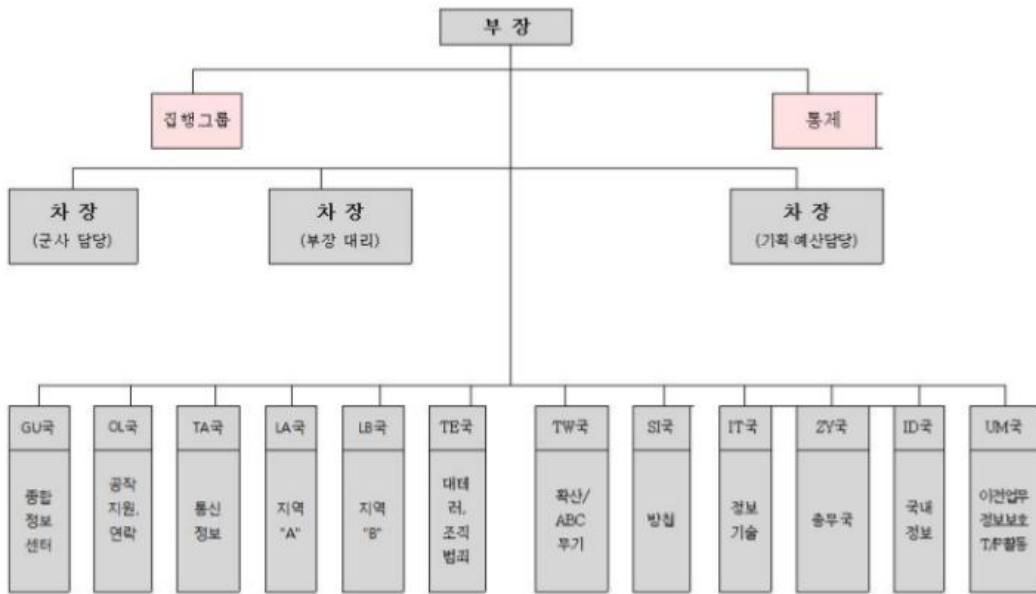 부 장
집행그룹
통제
차 장
(군사 담당)
차 장
(부장 대리)
차 장
(기획·예산담당)
GU국
OL국
TA국
LA국
LB국
TE국
TW국
SI국
IT국
ZY국
ID국
UM국
종합
정보
센터
공작
지원,
연락
통신
정보
지역
"A"
지역
"B"
대테
러,
조직
범죄
확산/
ABC
무기
방첩
정보
기술
총무국
국내
정보
이전업무
정보보호
T/P활동